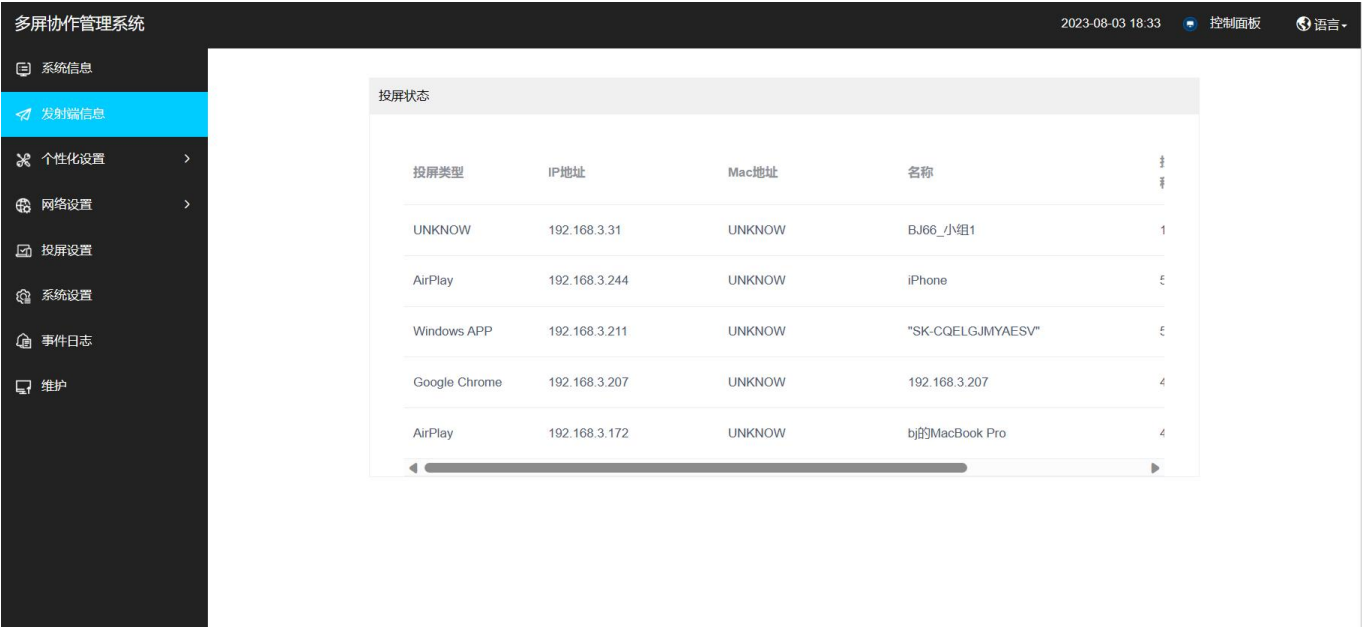 多屏协作管理系统
2023-08-03 18:33 控制面板 语言
系统信息
发射端信息
个性化设置
网络设置
投屏设置
系统设置
事件日志
维护
投屏状态
投屏类型 IP地址 Mac地址 名称
UNKNOW 192.168.3.31 UNKNOW BJ66_小组1 1
AirPlay 192.168.3.244 UNKNOW iPhone
Windows APP 192.168.3.211 UNKNOW "SK-CQELGJMYAESV"
Google Chrome 192.168.3.207 UNKNOW 192.168.3.207
AirPlay 192.168.3.172 UNKNOW bj的MacBook Pro